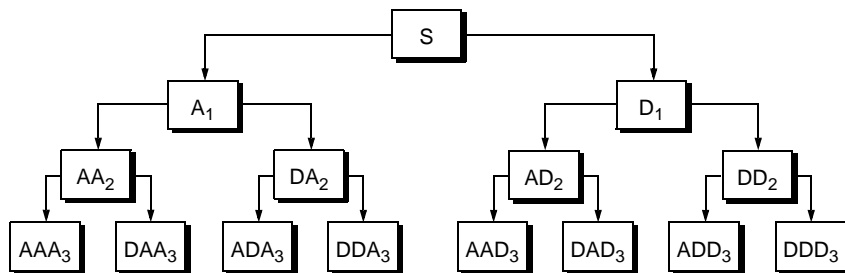 S
A₁ D₁
AA₂ DA₂ AD₂ DD₂
AAA₃ DAA₃ ADA₃ DDA₃ AAD₃ DAD₃ ADD₃ DDD₃